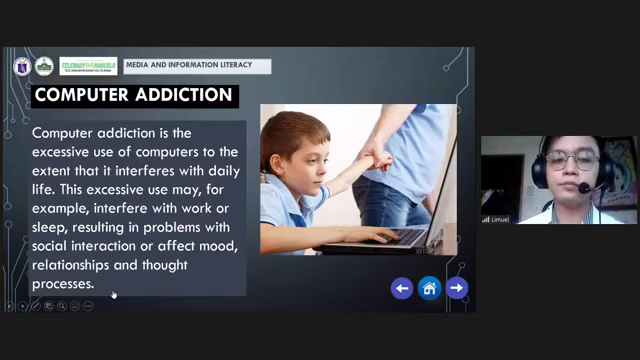 MEDIA AND INFORMATION LITERACY
COMPUTER ADDICTION
Computer addiction is the
excessive use of computers to the
extent that it interferes with daily
life. This excessive use may, for
example, interfere with work or
sleep, resulting in problems with
social interaction or affect mood,
relationships and thought
processes.
Limuel